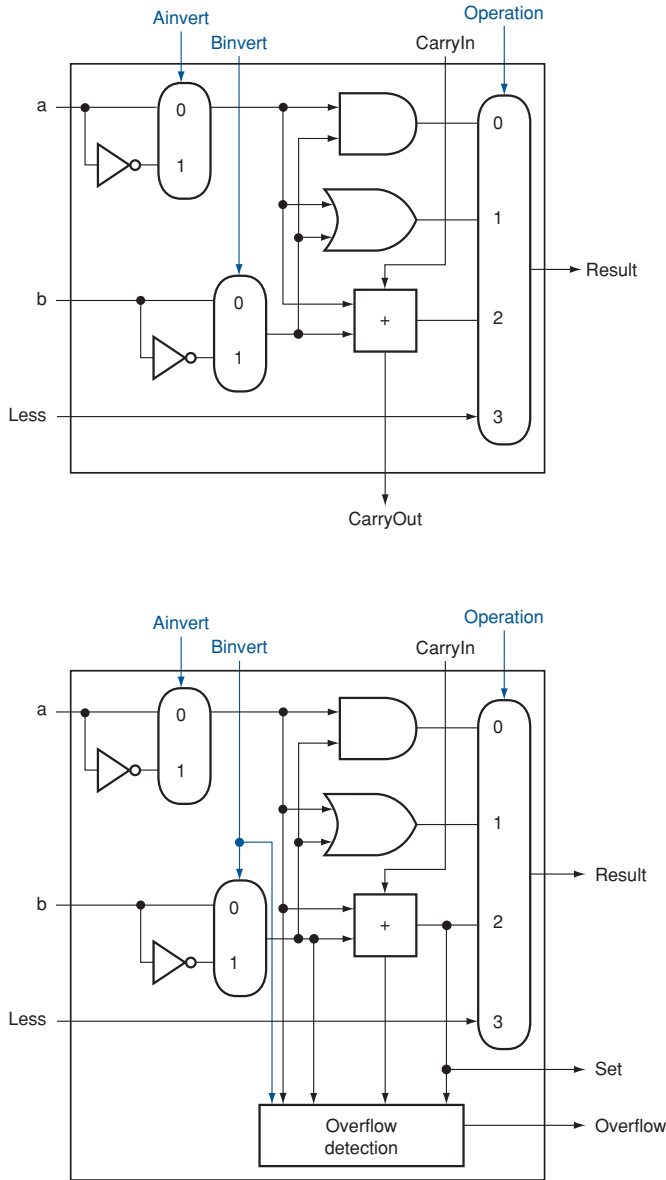 Ainvert
Operation
Binvert
CarryIn
a
0
0
1
1
Result
b
0
+
2
1
Less
3
CarryOut
Ainvert
Operation
Binvert
CarryIn
a
0
0
1
1
Result
b
0
+
2
1
Less
3
Set
Overflow
detection
Overflow